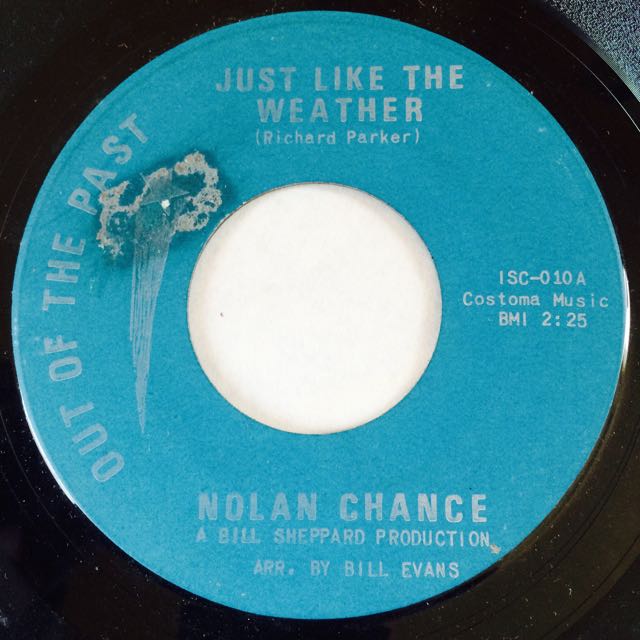 JUST LIKE THE
WEATHER
(Richard Parker)
OUT OF THE PAST
ISC-010A
Costoma Music
BMI 2:25
NOLAN CHANCE
A BILL SHEPPARD PRODUCTION
ARR. BY BILL EVANS